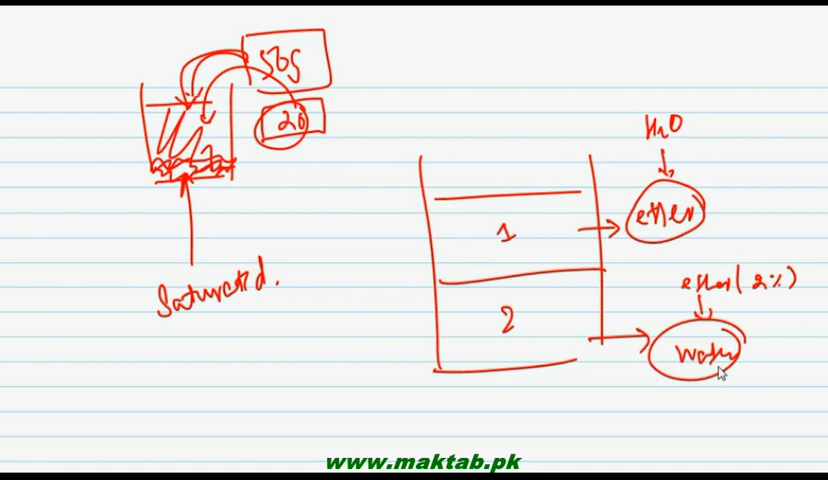 50g
20
Saturated.
H2O
1
ether
ether (2%)
2
water
www.maktab.pk